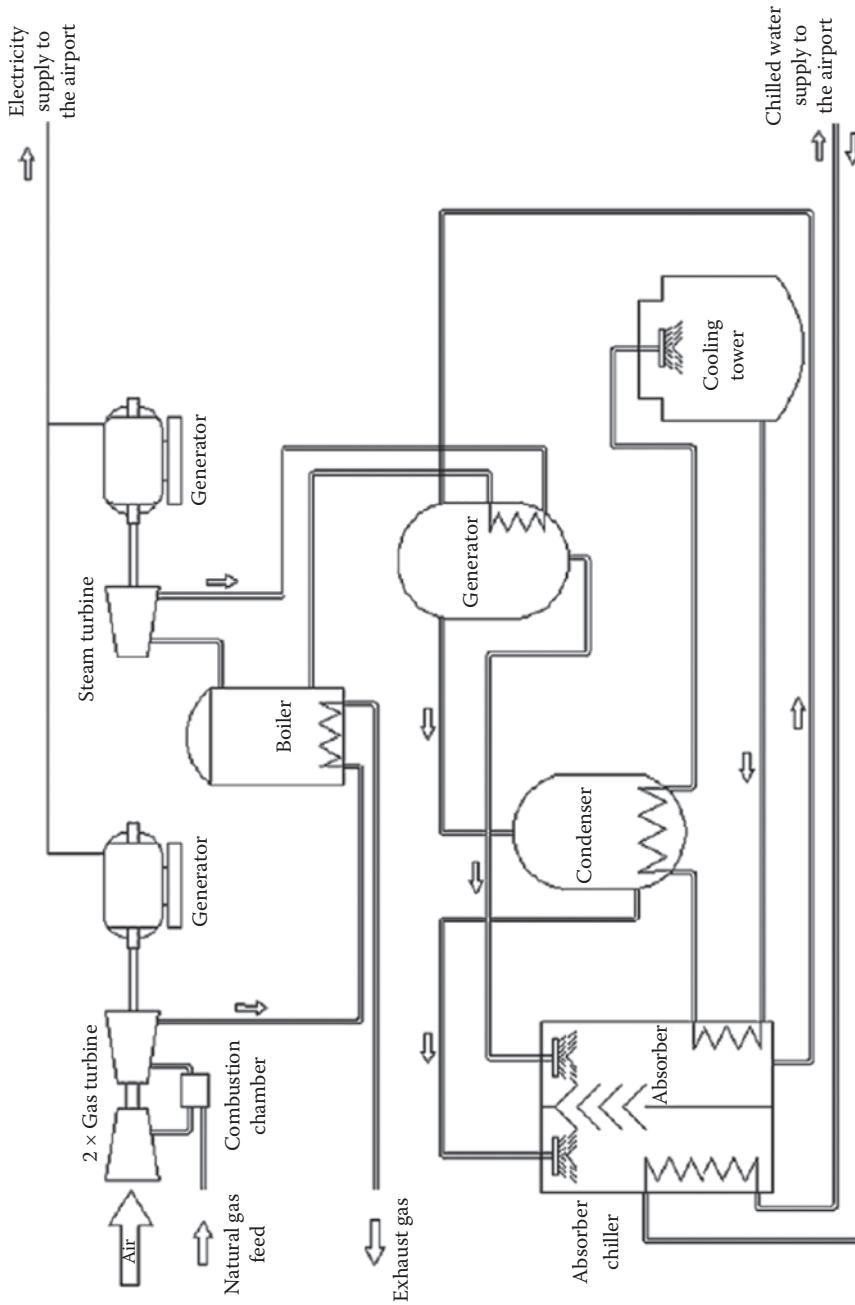 Electricity
supply to
the airport
Generator
Steam turbine
Boiler
Generator
2 × Gas turbine
Combustion
chamber
Air
Natural gas
feed
Exhaust gas
Chilled water
supply to
the airport
Cooling
tower
Generator
Condenser
Absorber
Absorber
chiller